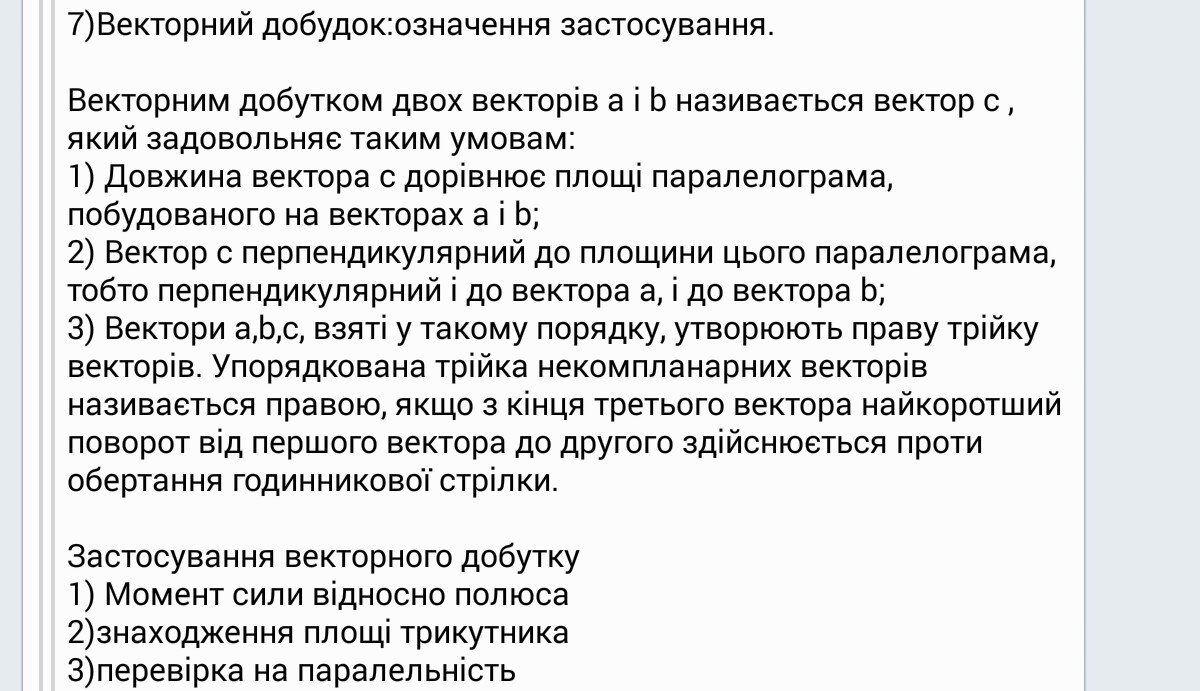 7)Векторний добудок:означення застосування.
Векторним добутком двох векторів a i b називається вектор c ,
який задовольняє таким умовам:
1) Довжина вектора c дорівнює площі паралелограма,
побудованого на векторах a i b;
2) Вектор c перпендикулярний до площини цього паралелограма,
тобто перпендикулярний і до вектора a, і до вектора b;
3) Вектори a,b,c, взяті у такому порядку, утворюють праву трійку
векторів. Упорядкована трійка некомпланарних векторів
називається правою, якщо з кінця третього вектора найкоротший
поворот від першого вектора до другого здійснюється проти
обертання годинникової стрілки.
Застосування векторного добутку
1) Момент сили відносно полюса
2)знаходження площі трикутника
3)перевірка на паралельність